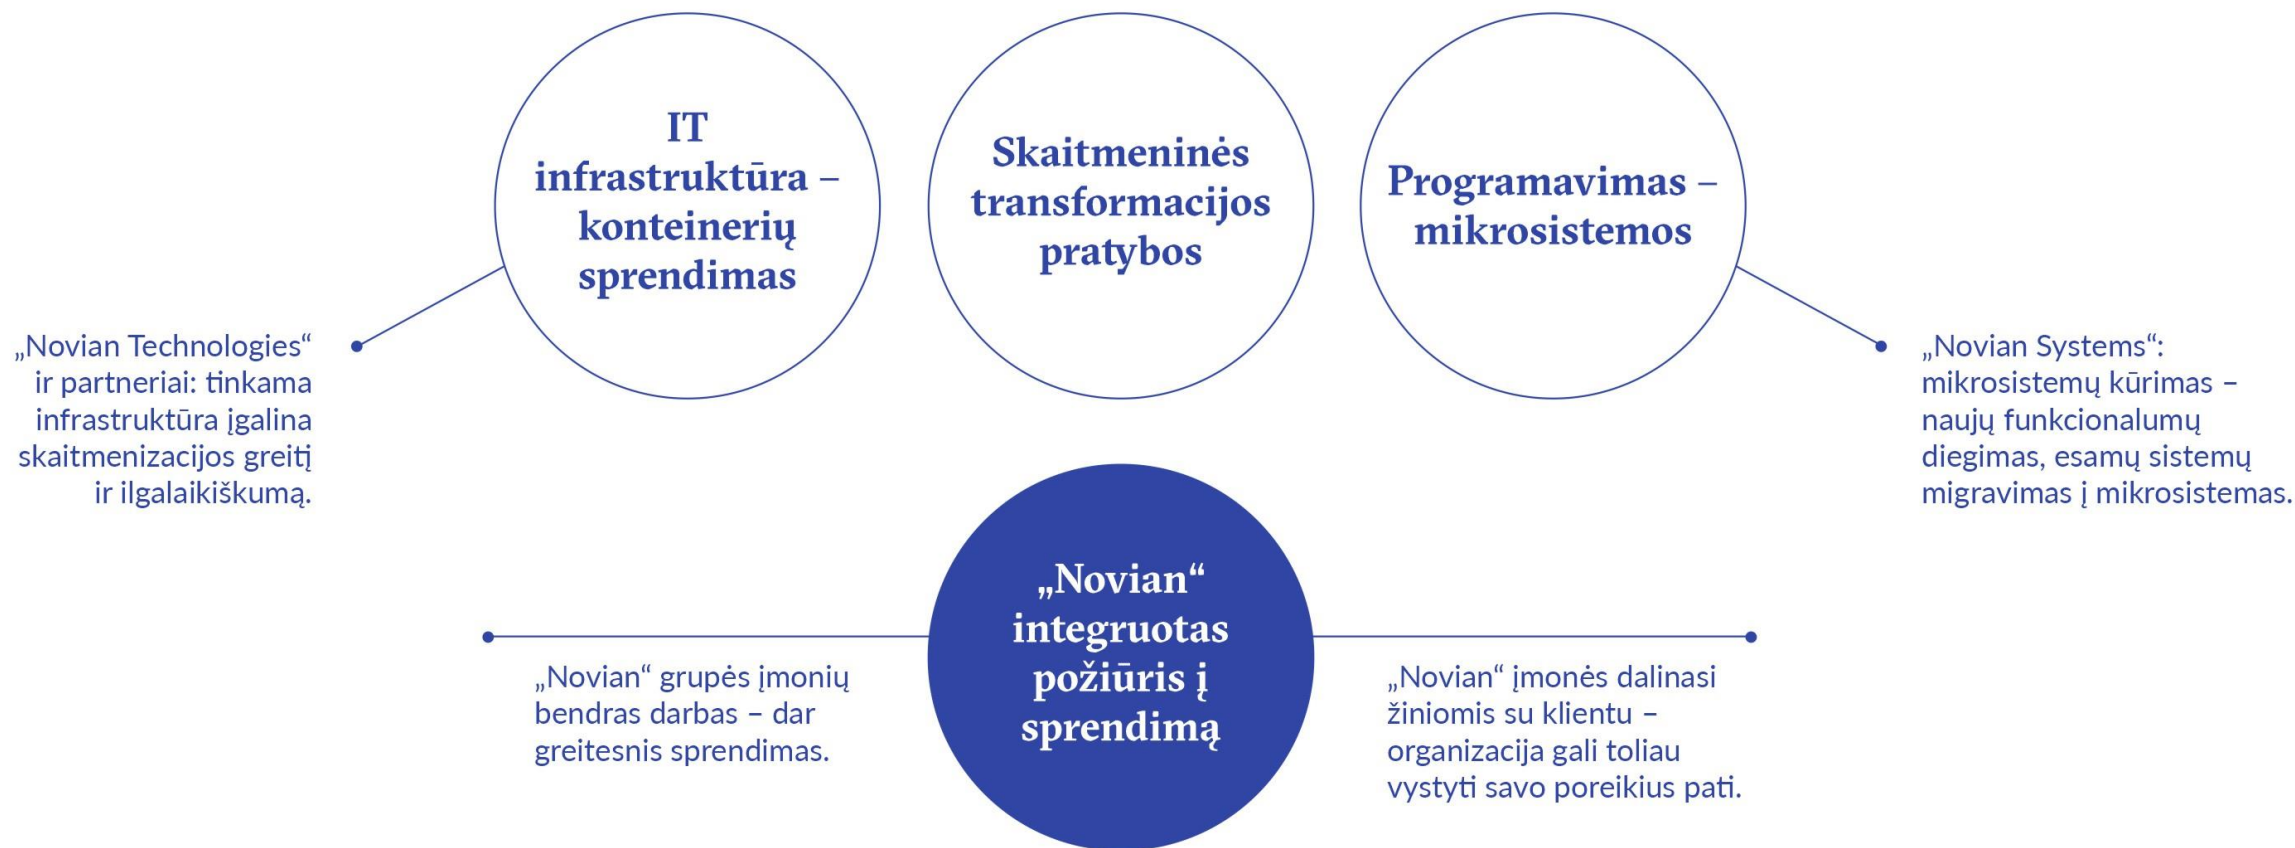 IT
infrastruktūra –
konteinerių
sprendimas
Skaitmeninės
transformacijos
pratybos
Programavimas –
mikrosistemos
„Novian Technologies“
ir partneriai: tinkama
infrastruktūra įgalina
skaitmenizacijos greitį
ir ilgalaikiškumą.
„Novian Systems“:
mikrosistemų kūrimas –
naujų funkcionalumų
diegimas, esamų sistemų
migravimas į mikrosistemas.
„Novian“
integruotas
požiūris į
sprendimą
„Novian“ grupės įmonių
bendras darbas – dar
greitesnis sprendimas.
„Novian“ įmonės dalinasi
žiniomis su klientu –
organizacija gali toliau
vystyti savo poreikius pati.